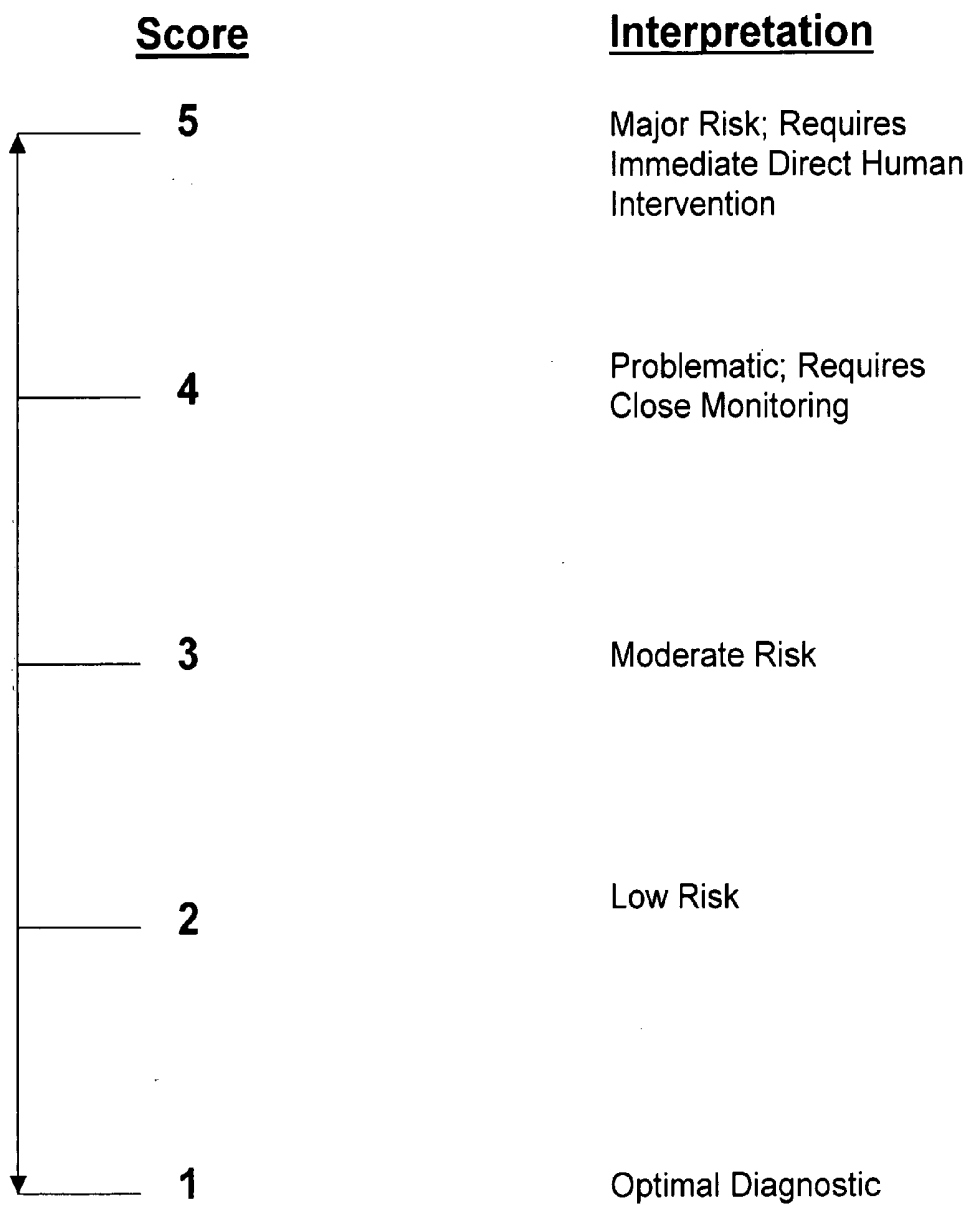 Score Interpretation
5 Major Risk; Requires
Immediate Direct Human
Intervention
4 Problematic; Requires
Close Monitoring
3 Moderate Risk
2 Low Risk
1 Optimal Diagnostic